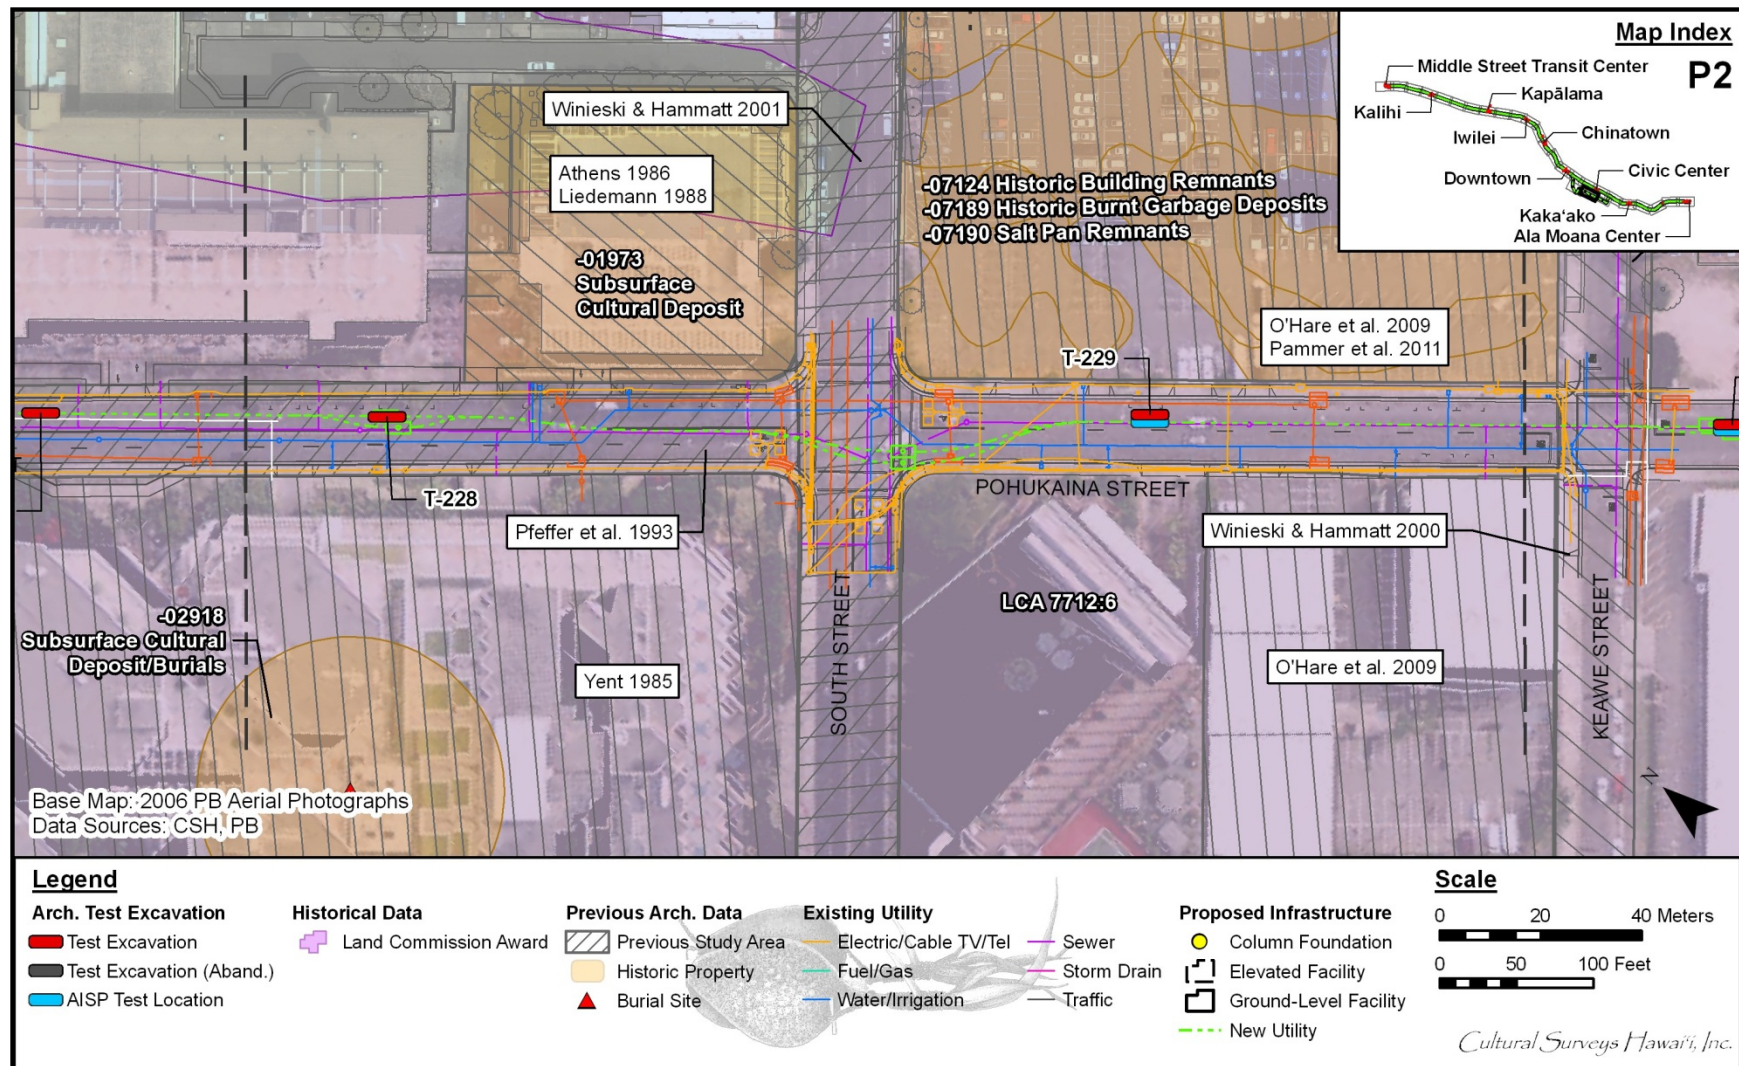 Map Index
P2
Middle Street Transit Center
Kapālama
Kalihi
Iwilei
Chinatown
Downtown
Civic Center
Kaka‘ako
Ala Moana Center
Winieski & Hammatt 2001
Athens 1986
Liedemann 1988
-07124 Historic Building Remnants
-07189 Historic Burnt Garbage Deposits
-07190 Salt Pan Remnants
-01973
Subsurface
Cultural Deposit
O'Hare et al. 2009
Pammer et al. 2011
T-229
T-228
POHUKAINA STREET
Pfeffer et al. 1993
Winieski & Hammatt 2000
LCA 7712:6
-02918
Subsurface Cultural
Deposit/Burials
Yent 1985
SOUTH STREET
O'Hare et al. 2009
KEAWE STREET
N
Base Map: 2006 PB Aerial Photographs
Data Sources: CSH, PB
Legend
Arch. Test Excavation
Test Excavation
Test Excavation (Aband.)
AISP Test Location
Historical Data
Land Commission Award
Previous Arch. Data
Previous Study Area
Historic Property
Burial Site
Existing Utility
Electric/Cable TV/Tel
Fuel/Gas
Water/Irrigation
Sewer
Storm Drain
Traffic
Proposed Infrastructure
Column Foundation
Elevated Facility
Ground-Level Facility
New Utility
Scale
0 20 40 Meters
0 50 100 Feet
Cultural Surveys Hawai‘i, Inc.